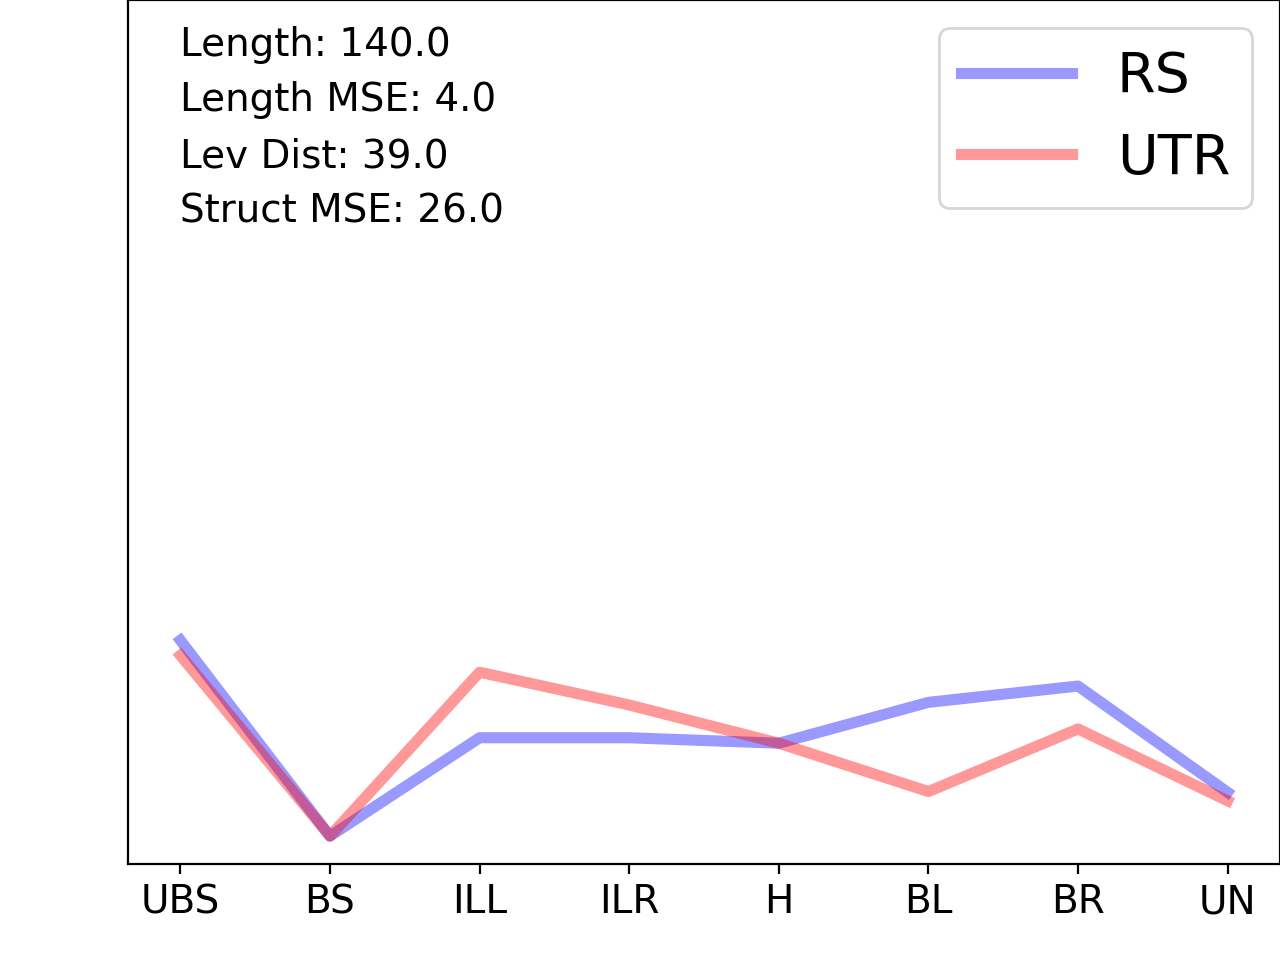 Length: 140.0
Length MSE: 4.0
Lev Dist: 39.0
Struct MSE: 26.0
RS
UTR
UBS BS ILL ILR H BL BR UN